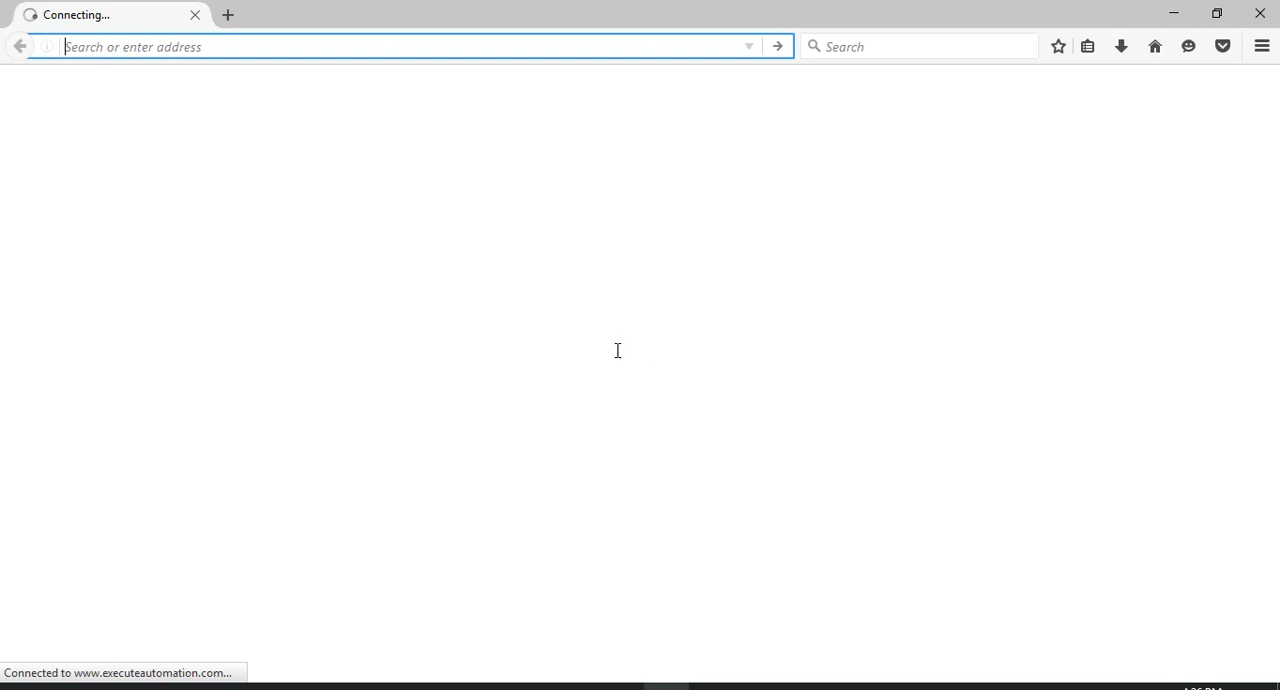 Connecting...
Search or enter address
Search
Connected to www.executeautomation.com...